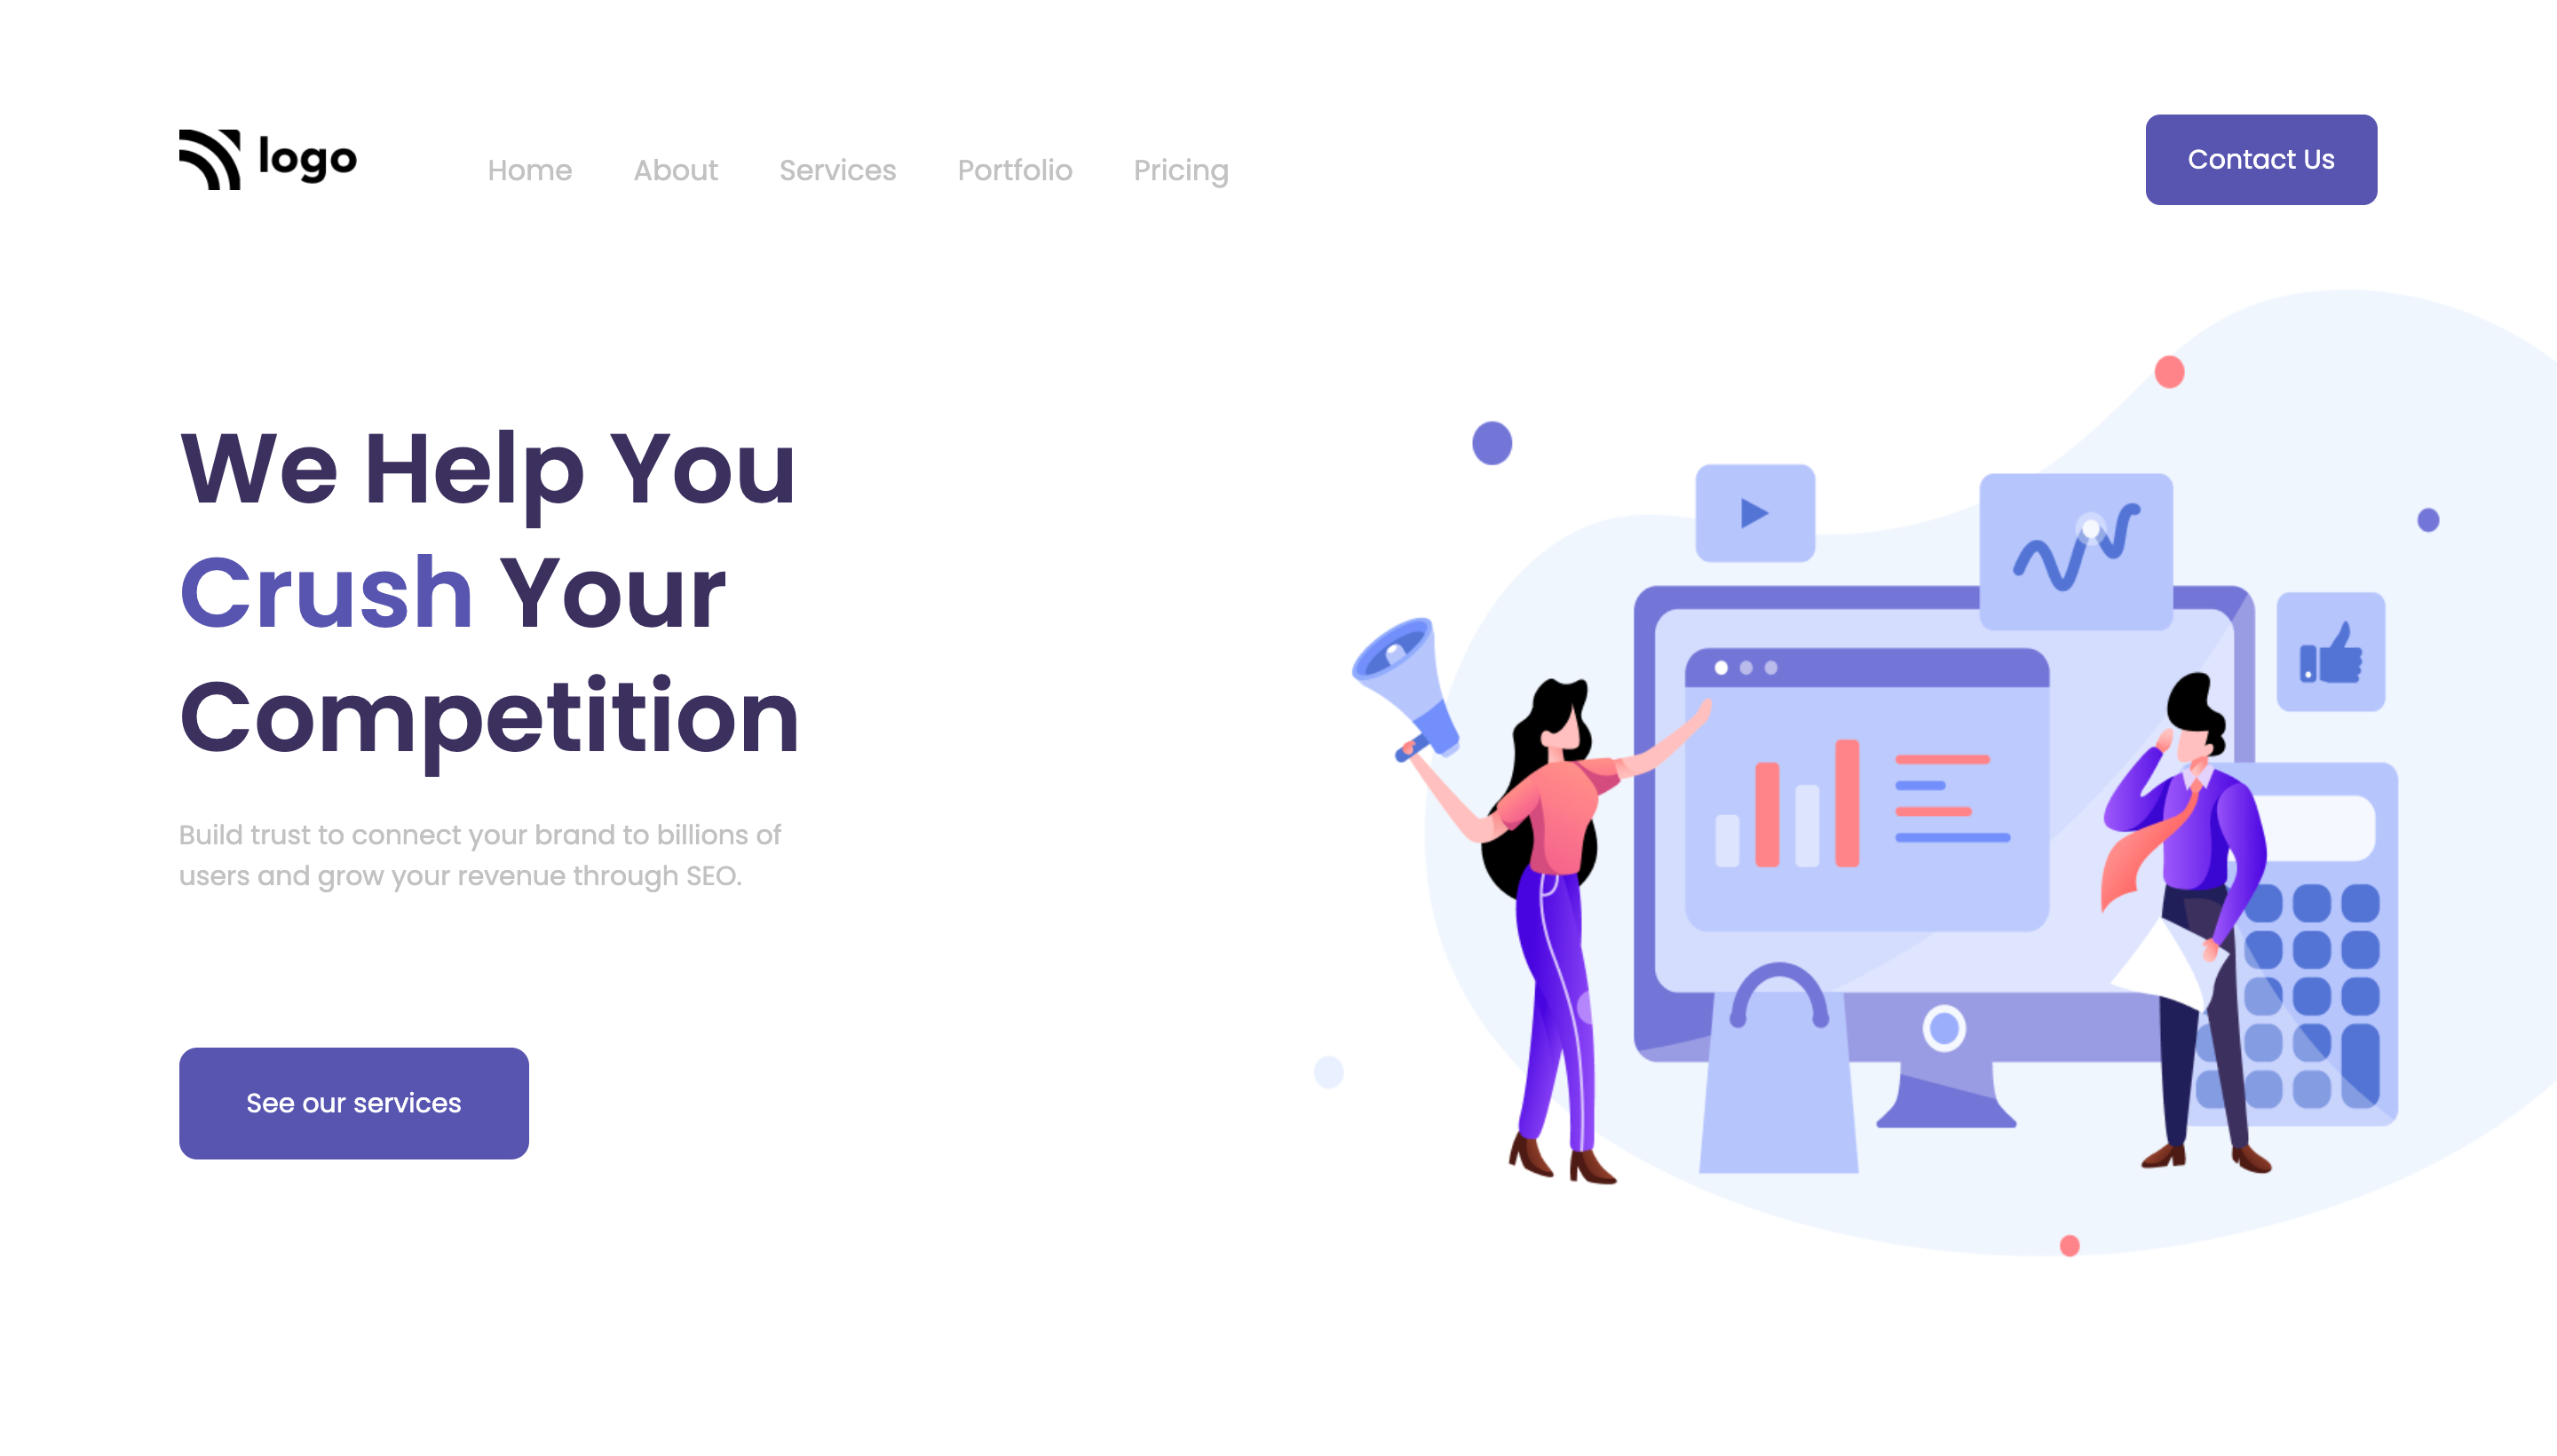 logo
Home About Services Portfolio Pricing
Contact Us
We Help You
Crush Your
Competition
Build trust to connect your brand to billions of
users and grow your revenue through SEO.
See our services